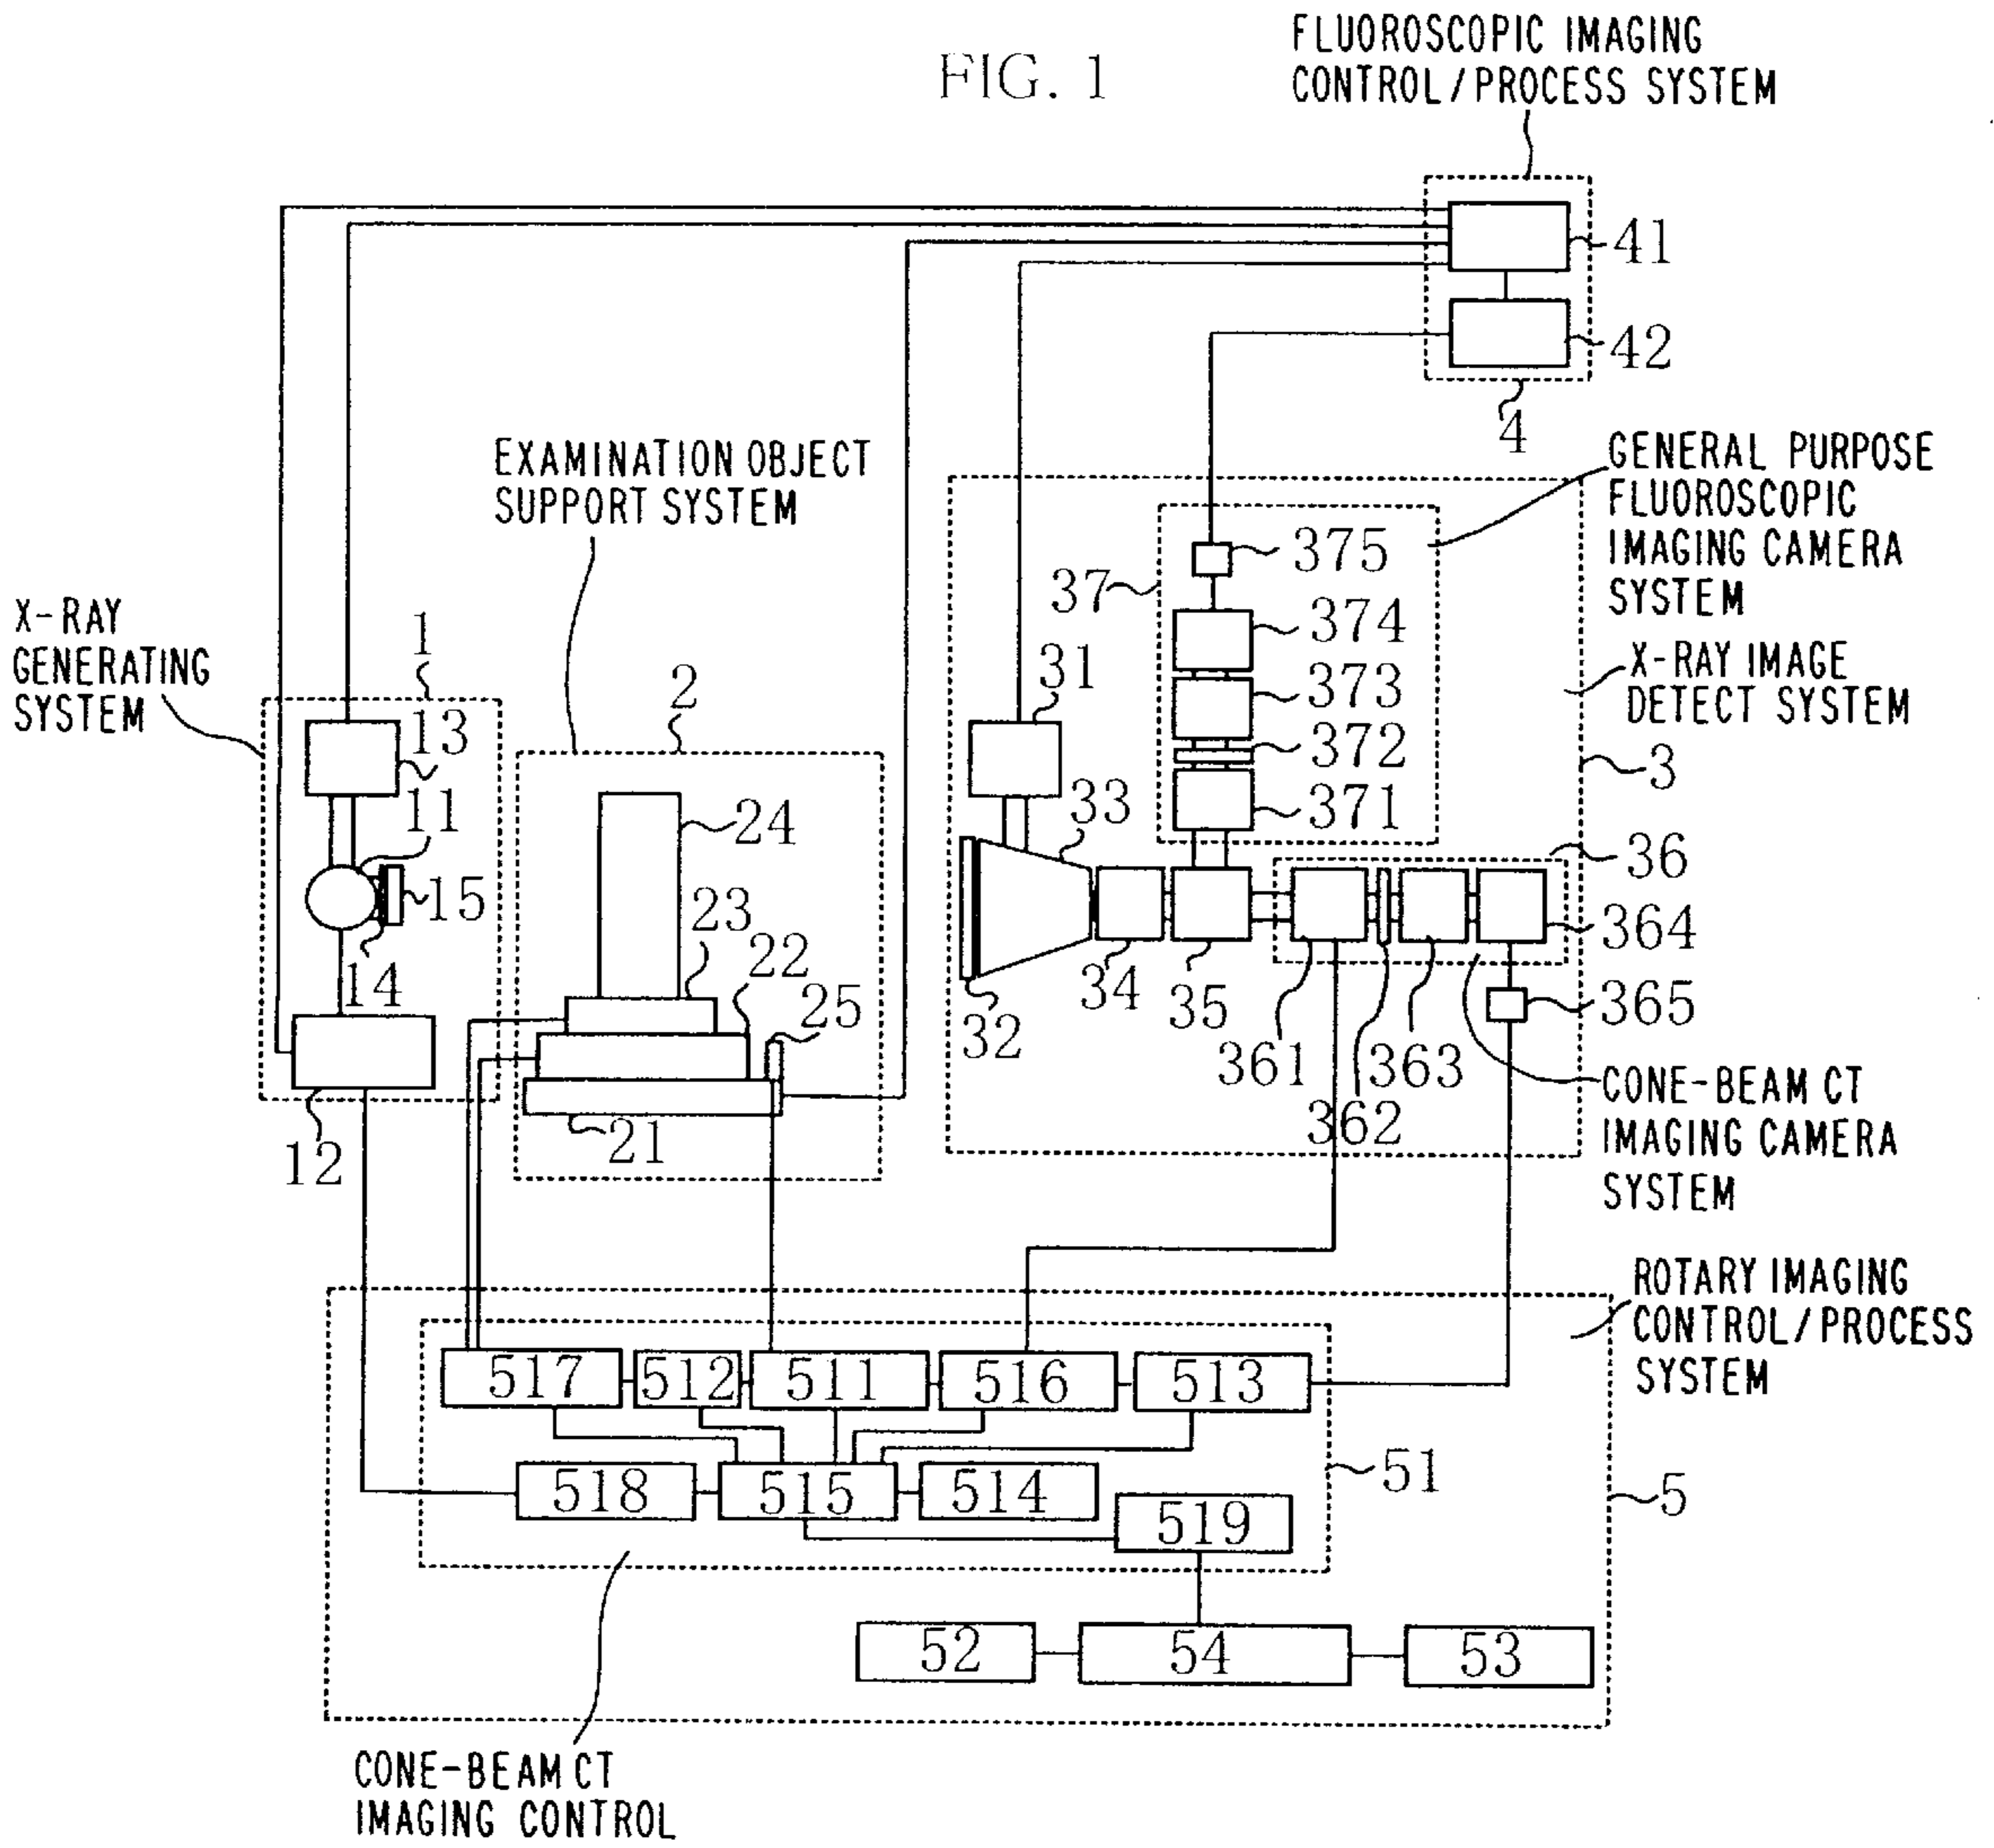 FIG. 1
FLUOROSCOPIC IMAGING
CONTROL/PROCESS SYSTEM
41
42
4
EXAMINATION OBJECT
SUPPORT SYSTEM
GENERAL PURPOSE
FLUOROSCOPIC
IMAGING CAMERA
SYSTEM
X-RAY
GENERATING
SYSTEM
1
2
37
375
374
373
372
371
31
33
X-RAY IMAGE
DETECT SYSTEM
3
13
11
15
14
12
24
23
22
25
21
32
34
35
36
364
365
361
362
363
CONE-BEAM CT
IMAGING CAMERA
SYSTEM
ROTARY IMAGING
CONTROL/PROCESS
SYSTEM
517
512
511
516
513
518
515
514
519
51
5
52
54
53
CONE-BEAM CT
IMAGING CONTROL